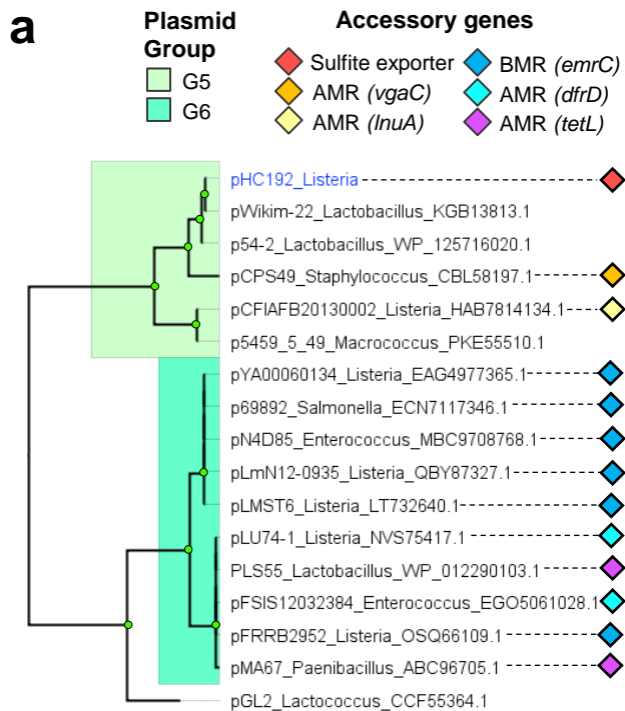 a
Plasmid Group
G5
G6
Accessory genes
Sulfite exporter
AMR (vgaC)
AMR (lnuA)
BMR (emrC)
AMR (dfrD)
AMR (tetL)
pHC192_Listeria
pWikim-22_Lactobacillus_KGB13813.1
p54-2_Lactobacillus_WP_125716020.1
pCPS49_Staphylococcus_CBL58197.1
pCFIAFB20130002_Listeria_HAB7814134.1
p5459_5_49_Macrococcus_PKE55510.1
pYA00060134_Listeria_EAG4977365.1
p69892_Salmonella_ECN7117346.1
pN4D85_Enterococcus_MBC9708768.1
pLmN12-0935_Listeria_QBY87327.1
pLMST6_Listeria_LT732640.1
pLU74-1_Listeria_NVS75417.1
PLS55_Lactobacillus_WP_012290103.1
pFSIS12032384_Enterococcus_EGO5061028.1
pFRRB2952_Listeria_OSQ66109.1
pMA67_Paenibacillus_ABC96705.1
pGL2_Lactococcus_CCF55364.1